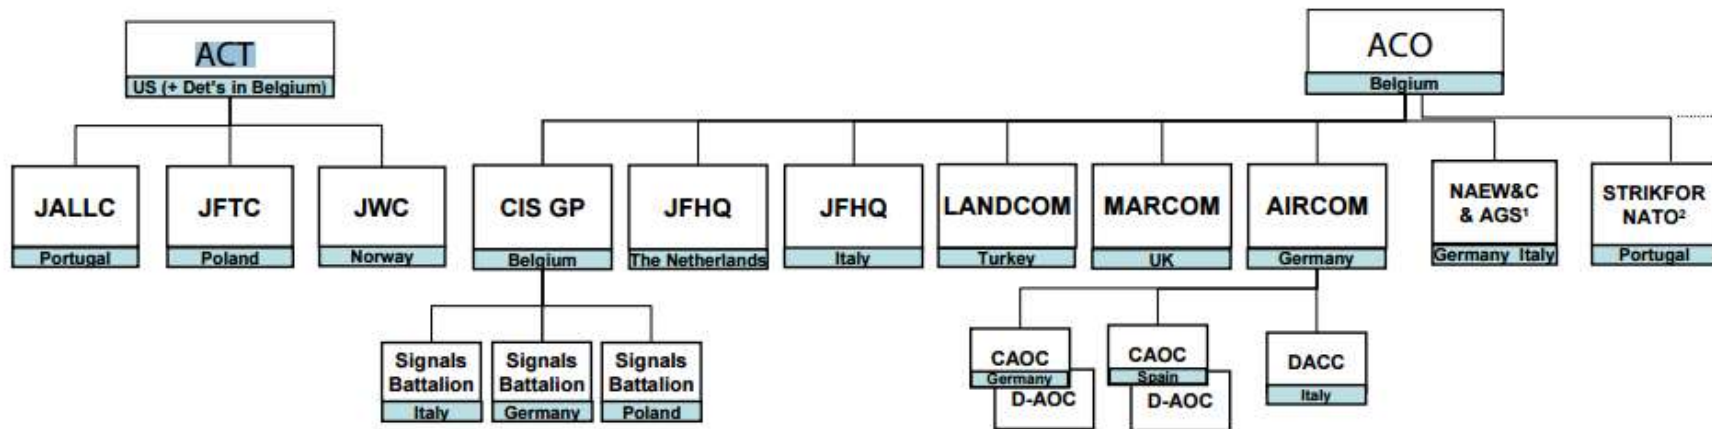 ACT
US (+ Det's in Belgium)
ACO
Belgium
JALLC
Portugal
JFTC
Poland
JWC
Norway
CIS GP
Belgium
JFHQ
The Netherlands
JFHQ
Italy
LANDCOM
Turkey
MARCOM
UK
AIRCOM
Germany
NAEW&C
& AGS¹
Germany Italy
STRIKFOR
NATO²
Portugal
Signals
Battalion
Italy
Signals
Battalion
Germany
Signals
Battalion
Poland
CAOC
Germany
D-AOC
CAOC
Spain
D-AOC
DACC
Italy